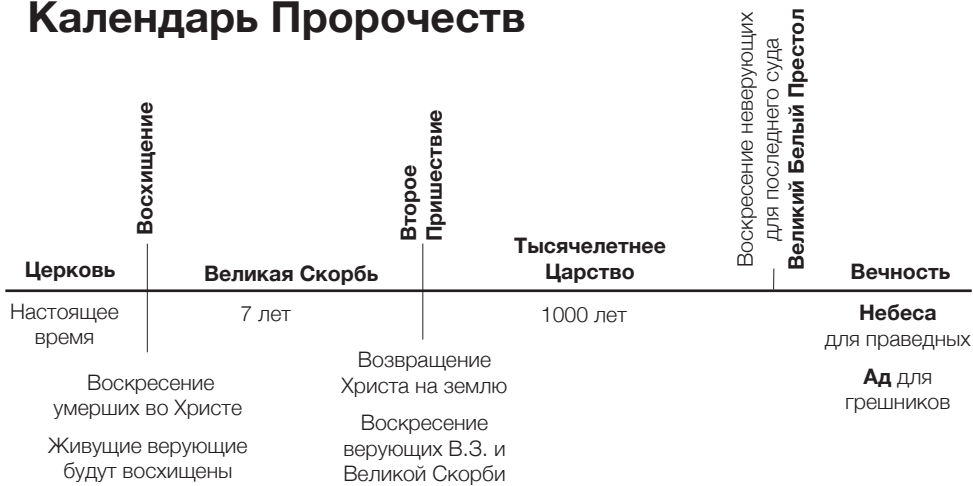 Календарь Пророчеств
Восхищение
Второе
Пришествие
Воскресение неверующих
для последнего суда
Великий Белый Престол
Церковь
Великая Скорбь
Тысячелетнее
Царство
Вечность
Настоящее
время
7 лет
1000 лет
Небеса
для праведных
Ад для
грешников
Воскресение
умерших во Христе
Живущие верующие
будут восхищены
Возвращение
Христа на землю
Воскресение
верующих В.З. и
Великой Скорби